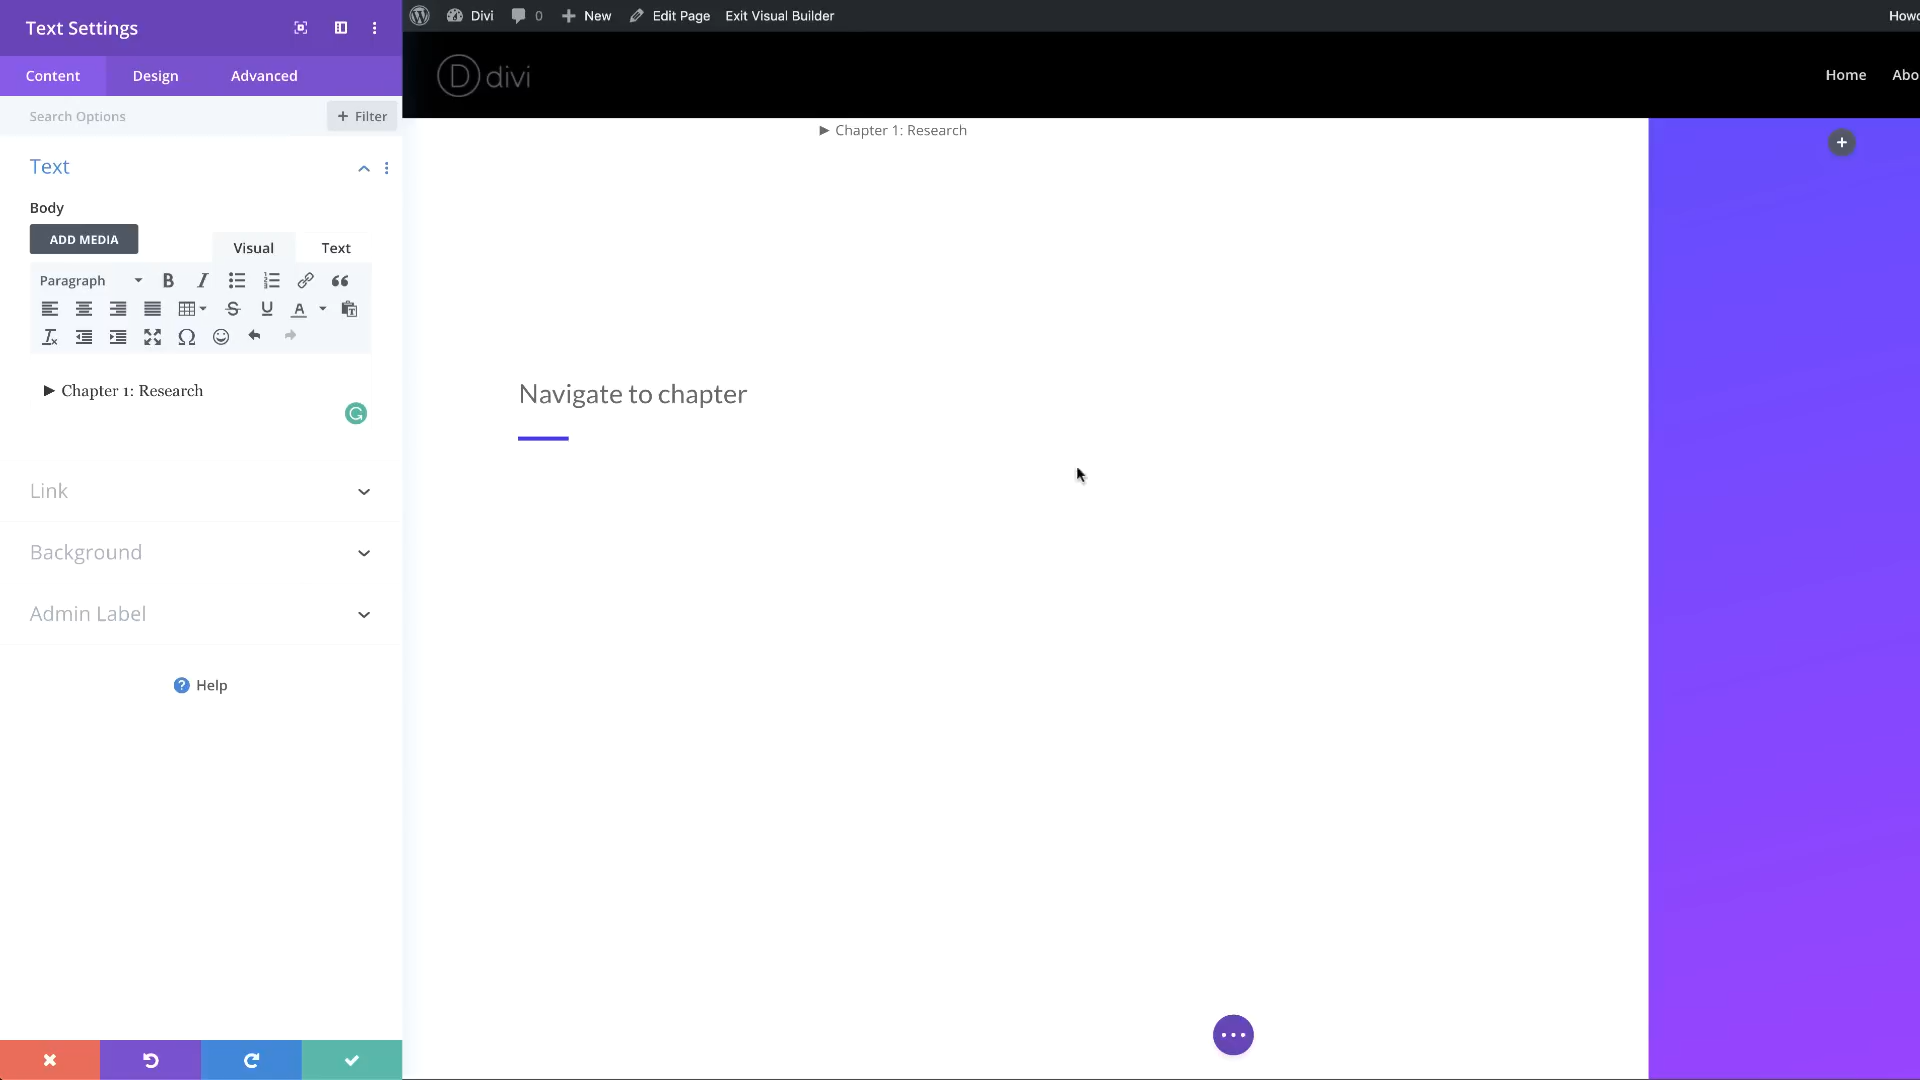 Text Settings
Content Design Advanced
Search Options + Filter
Text
Body
ADD MEDIA
Visual Text
Paragraph
► Chapter 1: Research
Link
Background
Admin Label
Help
Divi 0 New Edit Page Exit Visual Builder Howd
divi
Home Abo
► Chapter 1: Research
Navigate to chapter